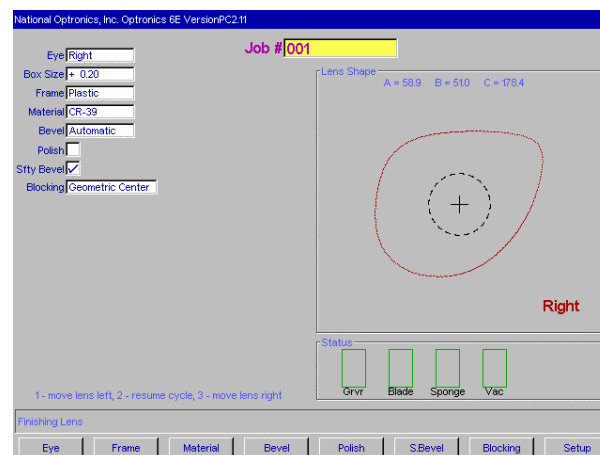 National Optronics, Inc. Optronics 6E VersionPC2.11
Job # 001
Eye Right
Box Size + 0.20
Frame Plastic
Material CR-39
Bevel Automatic
Polish
Sfty Bevel
Blocking Geometric Center
Lens Shape
A = 58.9 B = 51.0 C = 178.4
Right
Status
Grvr Blade Sponge Vac
1 - move lens left, 2 - resume cycle, 3 - move lens right
Finishing Lens
Eye Frame Material Bevel Polish S.Bevel Blocking Setup